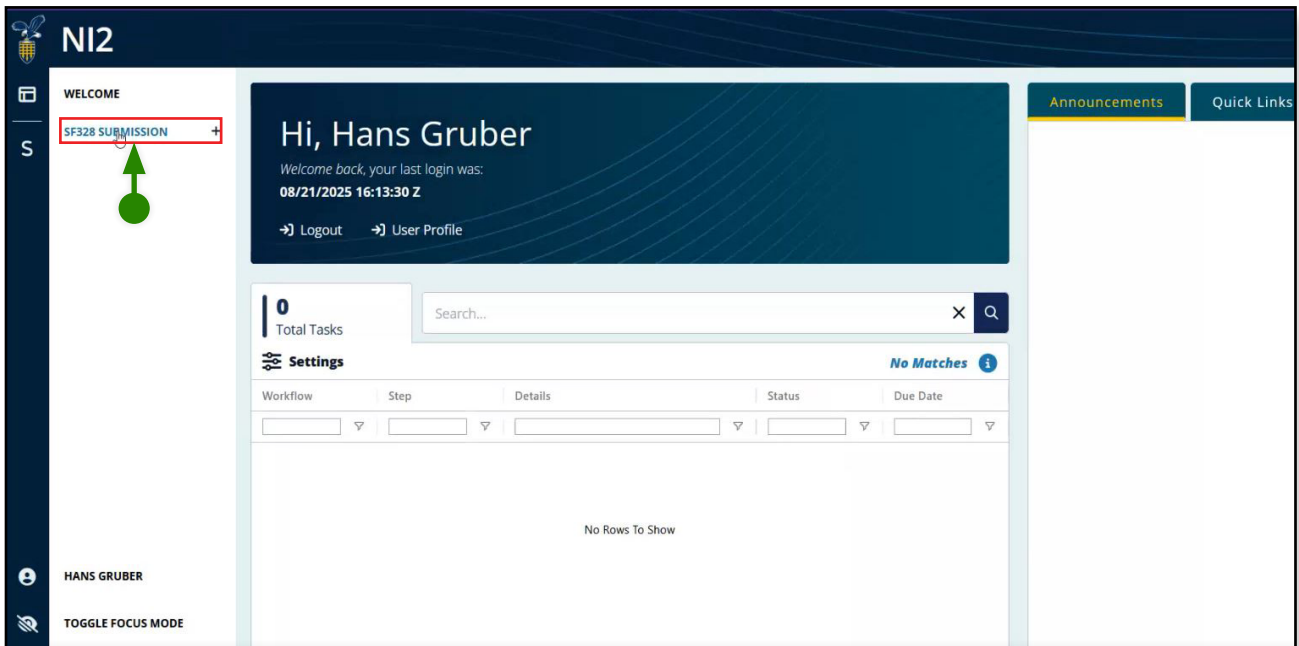 NI2
WELCOME
SF328 SUBMISSION +
S
HANS GRUBER
TOGGLE FOCUS MODE
Hi, Hans Gruber
Welcome back, your last login was:
08/21/2025 16:13:30 Z
Logout User Profile
0
Total Tasks
Search...
Settings
No Matches
Workflow Step Details Status Due Date
No Rows To Show
Announcements Quick Links